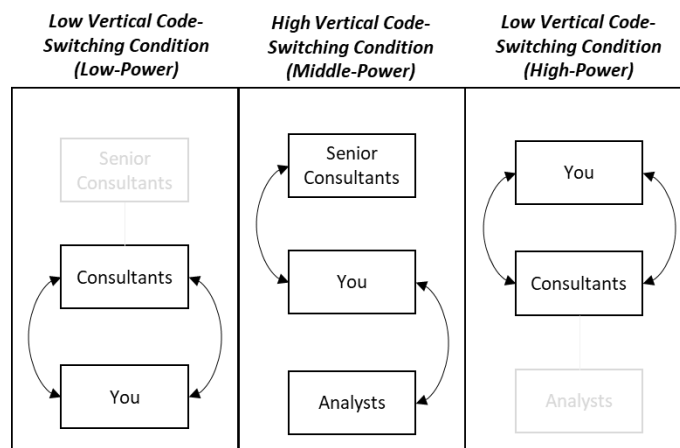 Low Vertical Code-
Switching Condition
(Low-Power)
High Vertical Code-
Switching Condition
(Middle-Power)
Low Vertical Code-
Switching Condition
(High-Power)
Senior
Consultants
Consultants
You
Senior
Consultants
You
Analysts
You
Consultants
Analysts